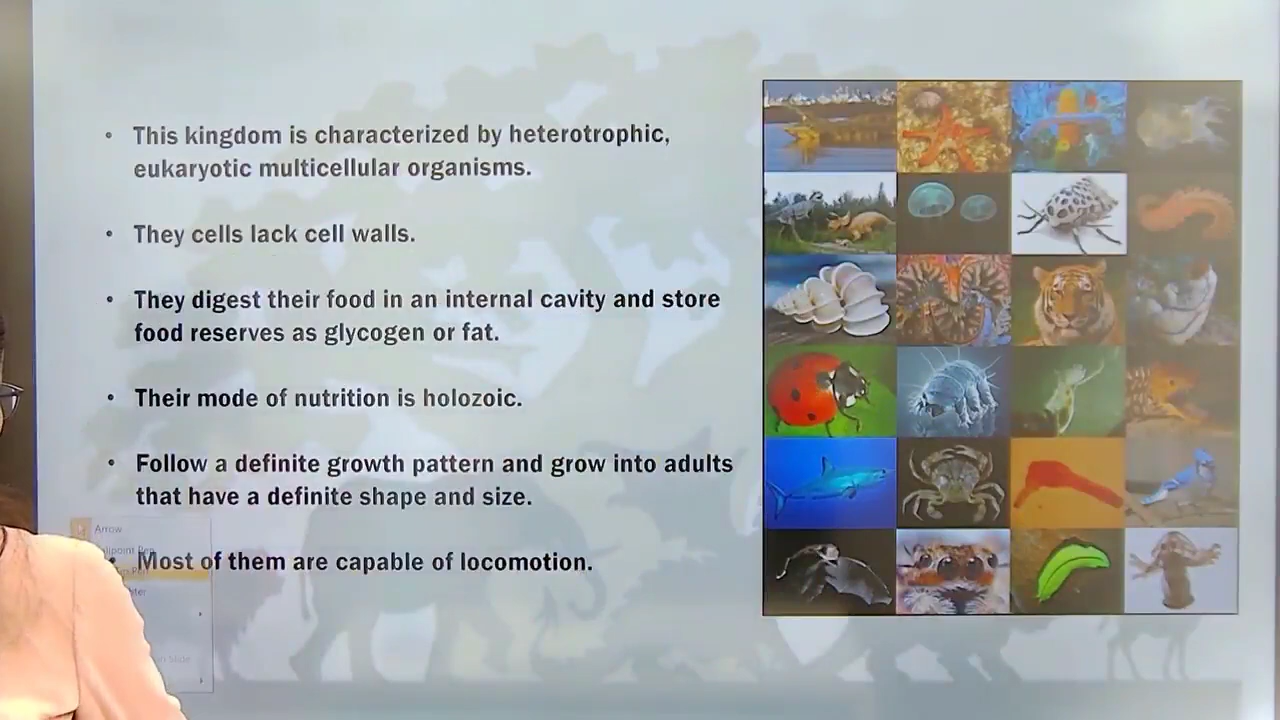 • This kingdom is characterized by heterotrophic,
eukaryotic multicellular organisms.
• They cells lack cell walls.
• They digest their food in an internal cavity and store
food reserves as glycogen or fat.
• Their mode of nutrition is holozoic.
• Follow a definite growth pattern and grow into adults
that have a definite shape and size.
Arrow
• Most of them are capable of locomotion.